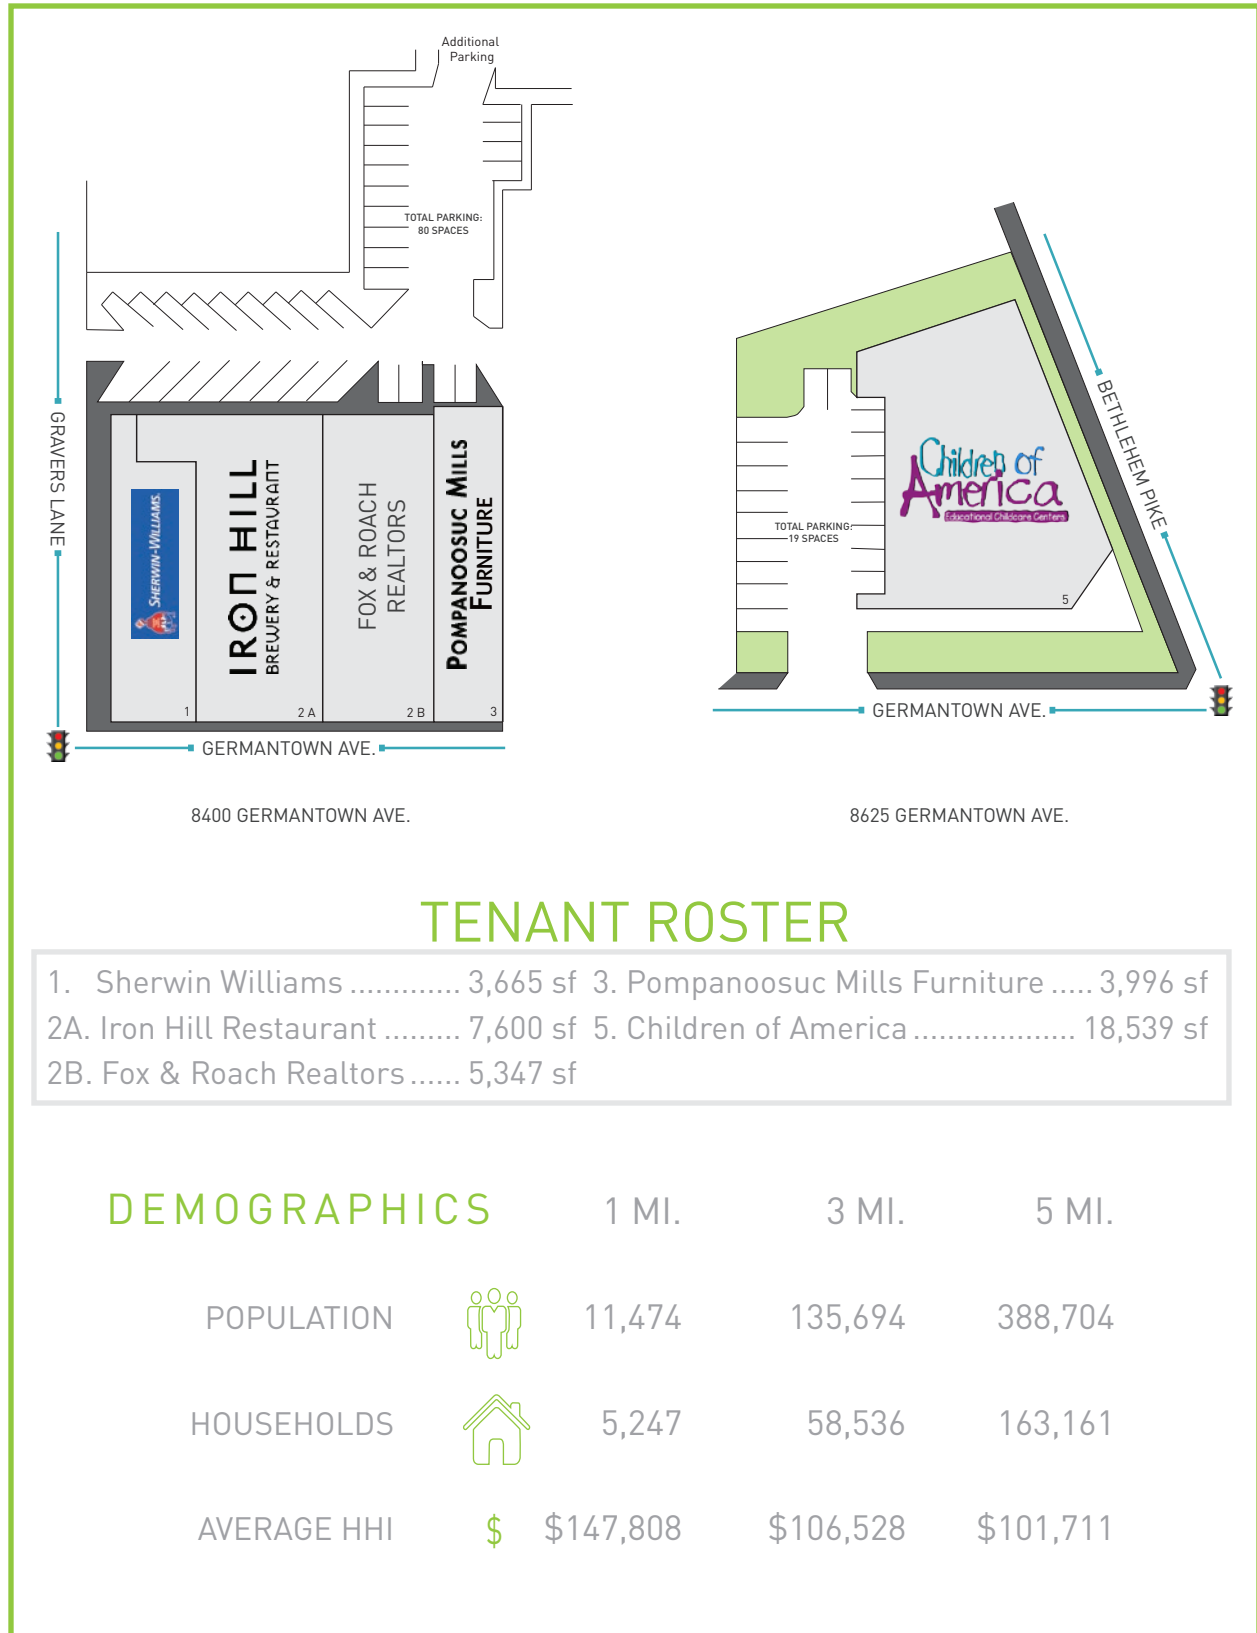 Additional
Parking
TOTAL PARKING:
80 SPACES
GRAVERS LANE
SHERWIN-WILLIAMS.
IRON HILL
BREWERY & RESTAURANT
FOX & ROACH
REALTORS
POMPANOOSUC MILLS
FURNITURE
1
2 A
2 B
3
GERMANTOWN AVE.
8400 GERMANTOWN AVE.
BETHLEHEM PIKE
Children of
America
Educational Childcare Centers
TOTAL PARKING:
19 SPACES
5
GERMANTOWN AVE.
8625 GERMANTOWN AVE.
TENANT ROSTER
1. Sherwin Williams ............. 3,665 sf 3. Pompanoosuc Mills Furniture ..... 3,996 sf
2A. Iron Hill Restaurant ......... 7,600 sf 5. Children of America ................... 18,539 sf
2B. Fox & Roach Realtors ...... 5,347 sf
DEMOGRAPHICS 1 MI. 3 MI. 5 MI.
POPULATION 11,474 135,694 388,704
HOUSEHOLDS 5,247 58,536 163,161
AVERAGE HHI $ $147,808 $106,528 $101,711